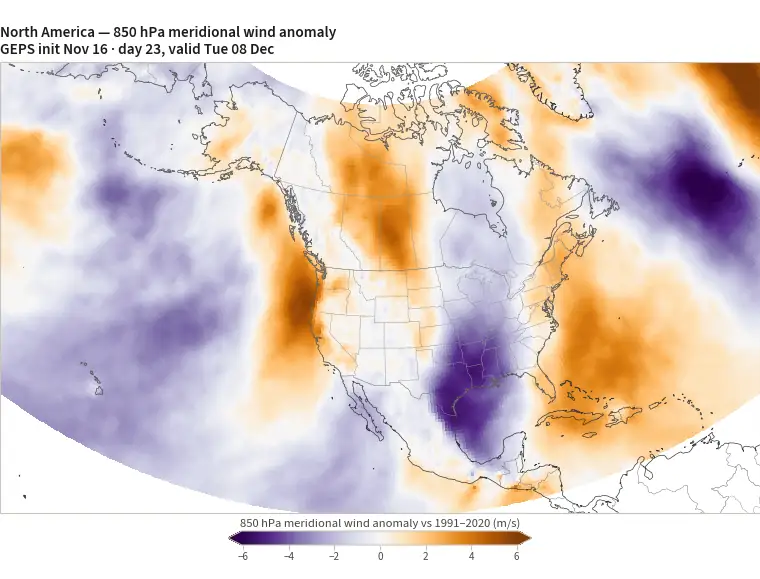 North America — 850 hPa meridional wind anomaly
GEPS init Nov 16 · day 23, valid Tue 08 Dec
850 hPa meridional wind anomaly vs 1991–2020 (m/s)
−6 −4 −2 0 2 4 6